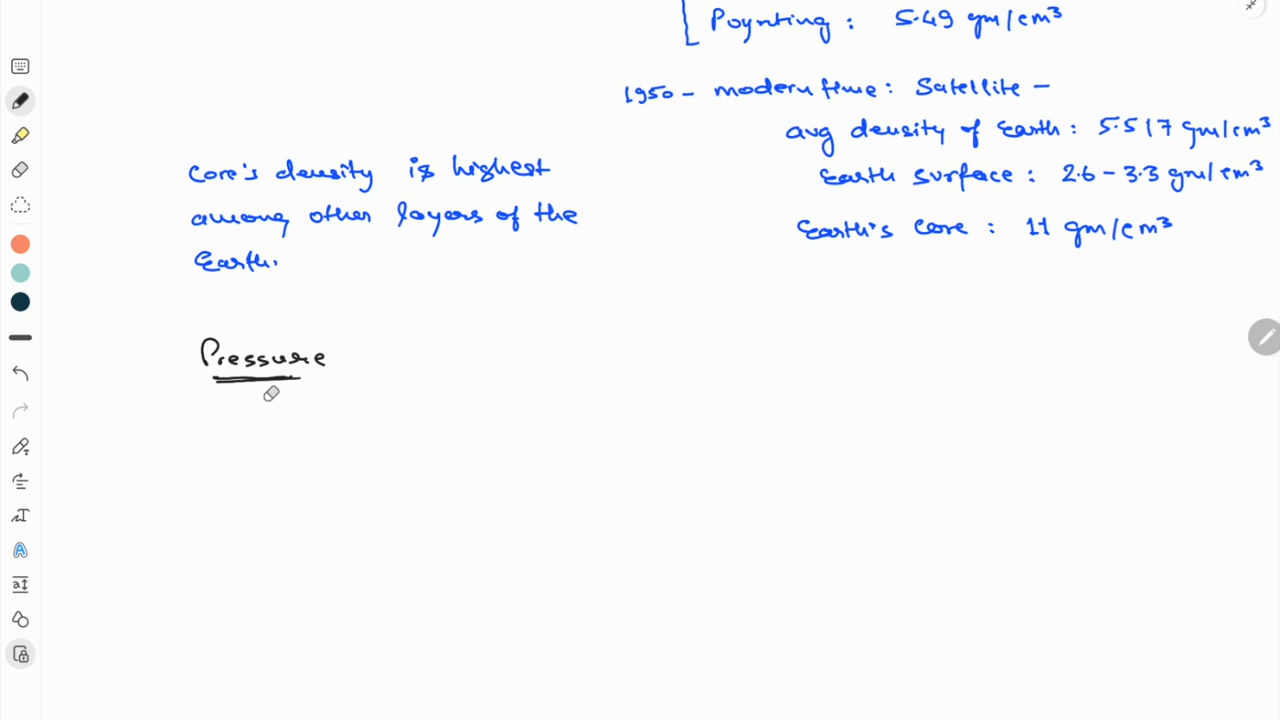 Poynting : 5.49 gm/cm³
1950 - modern time : Satellite -
avg density of Earth : 5.517 gm/cm³
Earth surface : 2.6 - 3.3 gm/cm³
Earth's core : 11 gm/cm³
Core's density is highest
among other layers of the
Earth.
Pressure